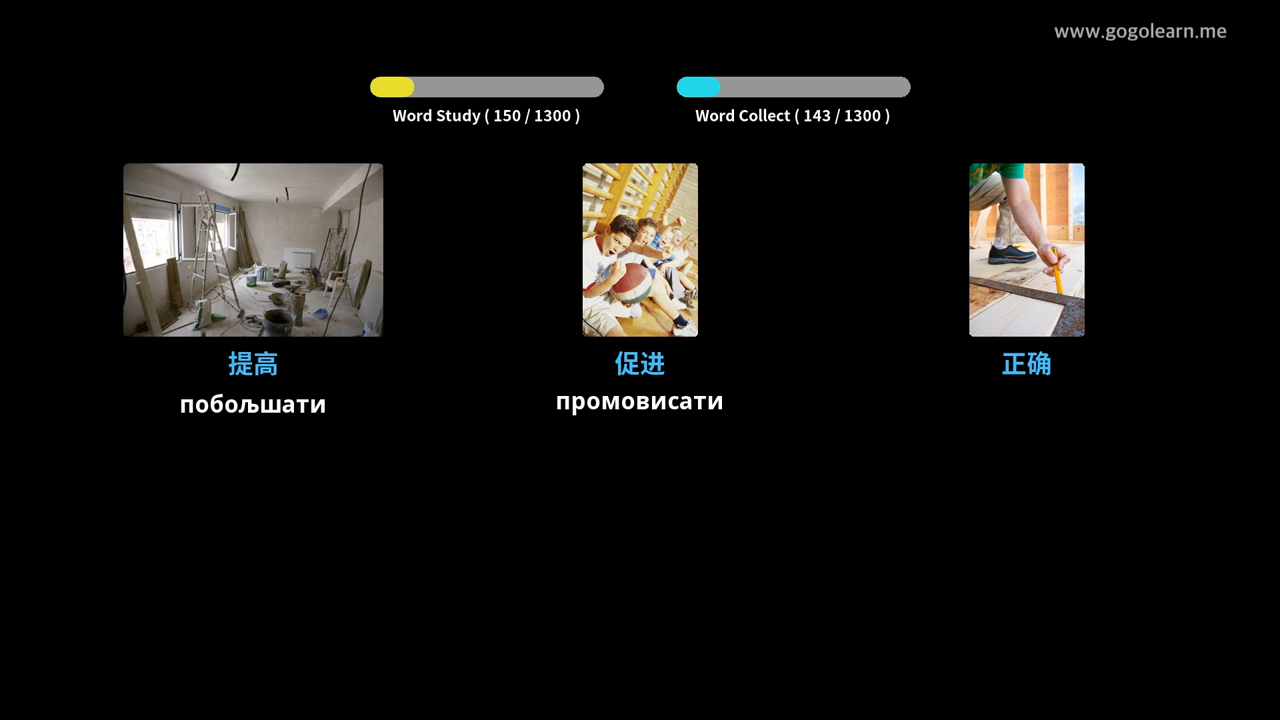 www.gogolearn.me
Word Study ( 150 / 1300 )
Word Collect ( 143 / 1300 )
提高
促进
正确
побољшати
промовисати